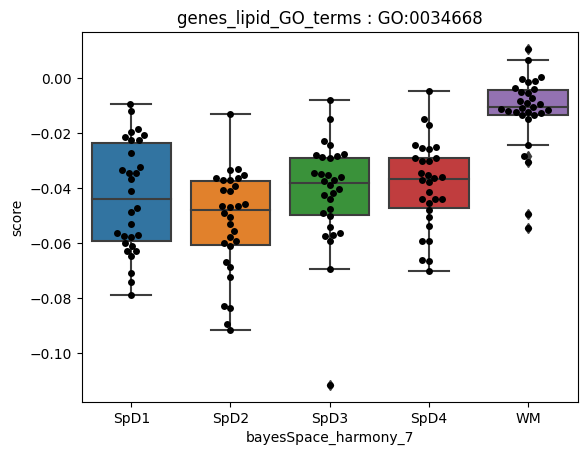 genes_lipid_GO_terms : GO:0034668
0.00
−0.02
−0.04
−0.06
−0.08
−0.10
score
SpD1 SpD2 SpD3 SpD4 WM
bayesSpace_harmony_7